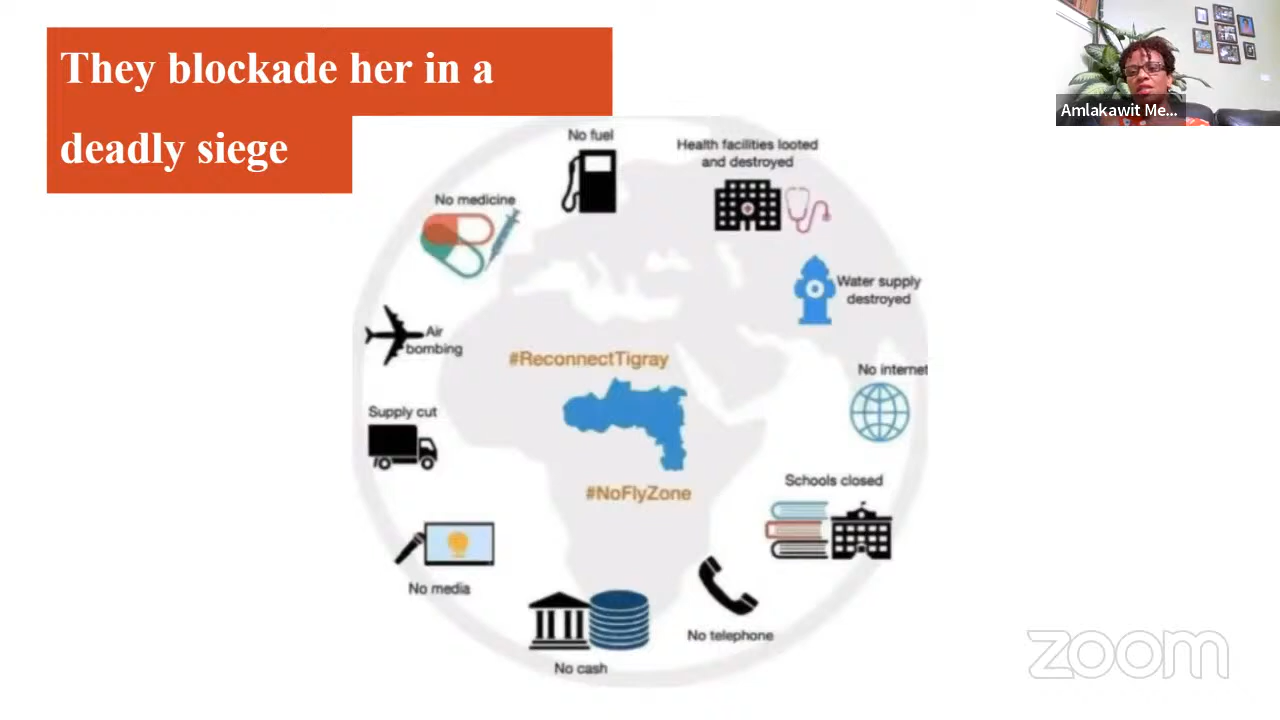 They blockade her in a
deadly siege
Amlakawit Me...
No fuel
Health facilities looted
and destroyed
No medicine
Water supply
destroyed
Air
bombing
#ReconnectTigray
No internet
Supply cut
Schools closed
#NoFlyZone
No media
No telephone
No cash
zoom